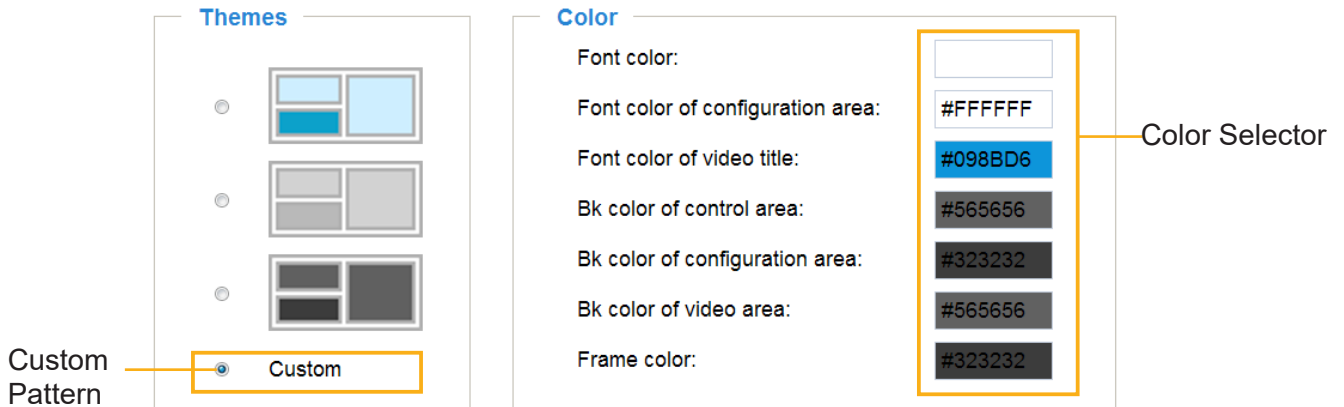 Themes
Custom
Custom
Pattern
Color
Font color:
Font color of configuration area: #FFFFFF
Font color of video title: #098BD6
Bk color of control area: #565656
Bk color of configuration area: #323232
Bk color of video area: #565656
Frame color: #323232
Color Selector